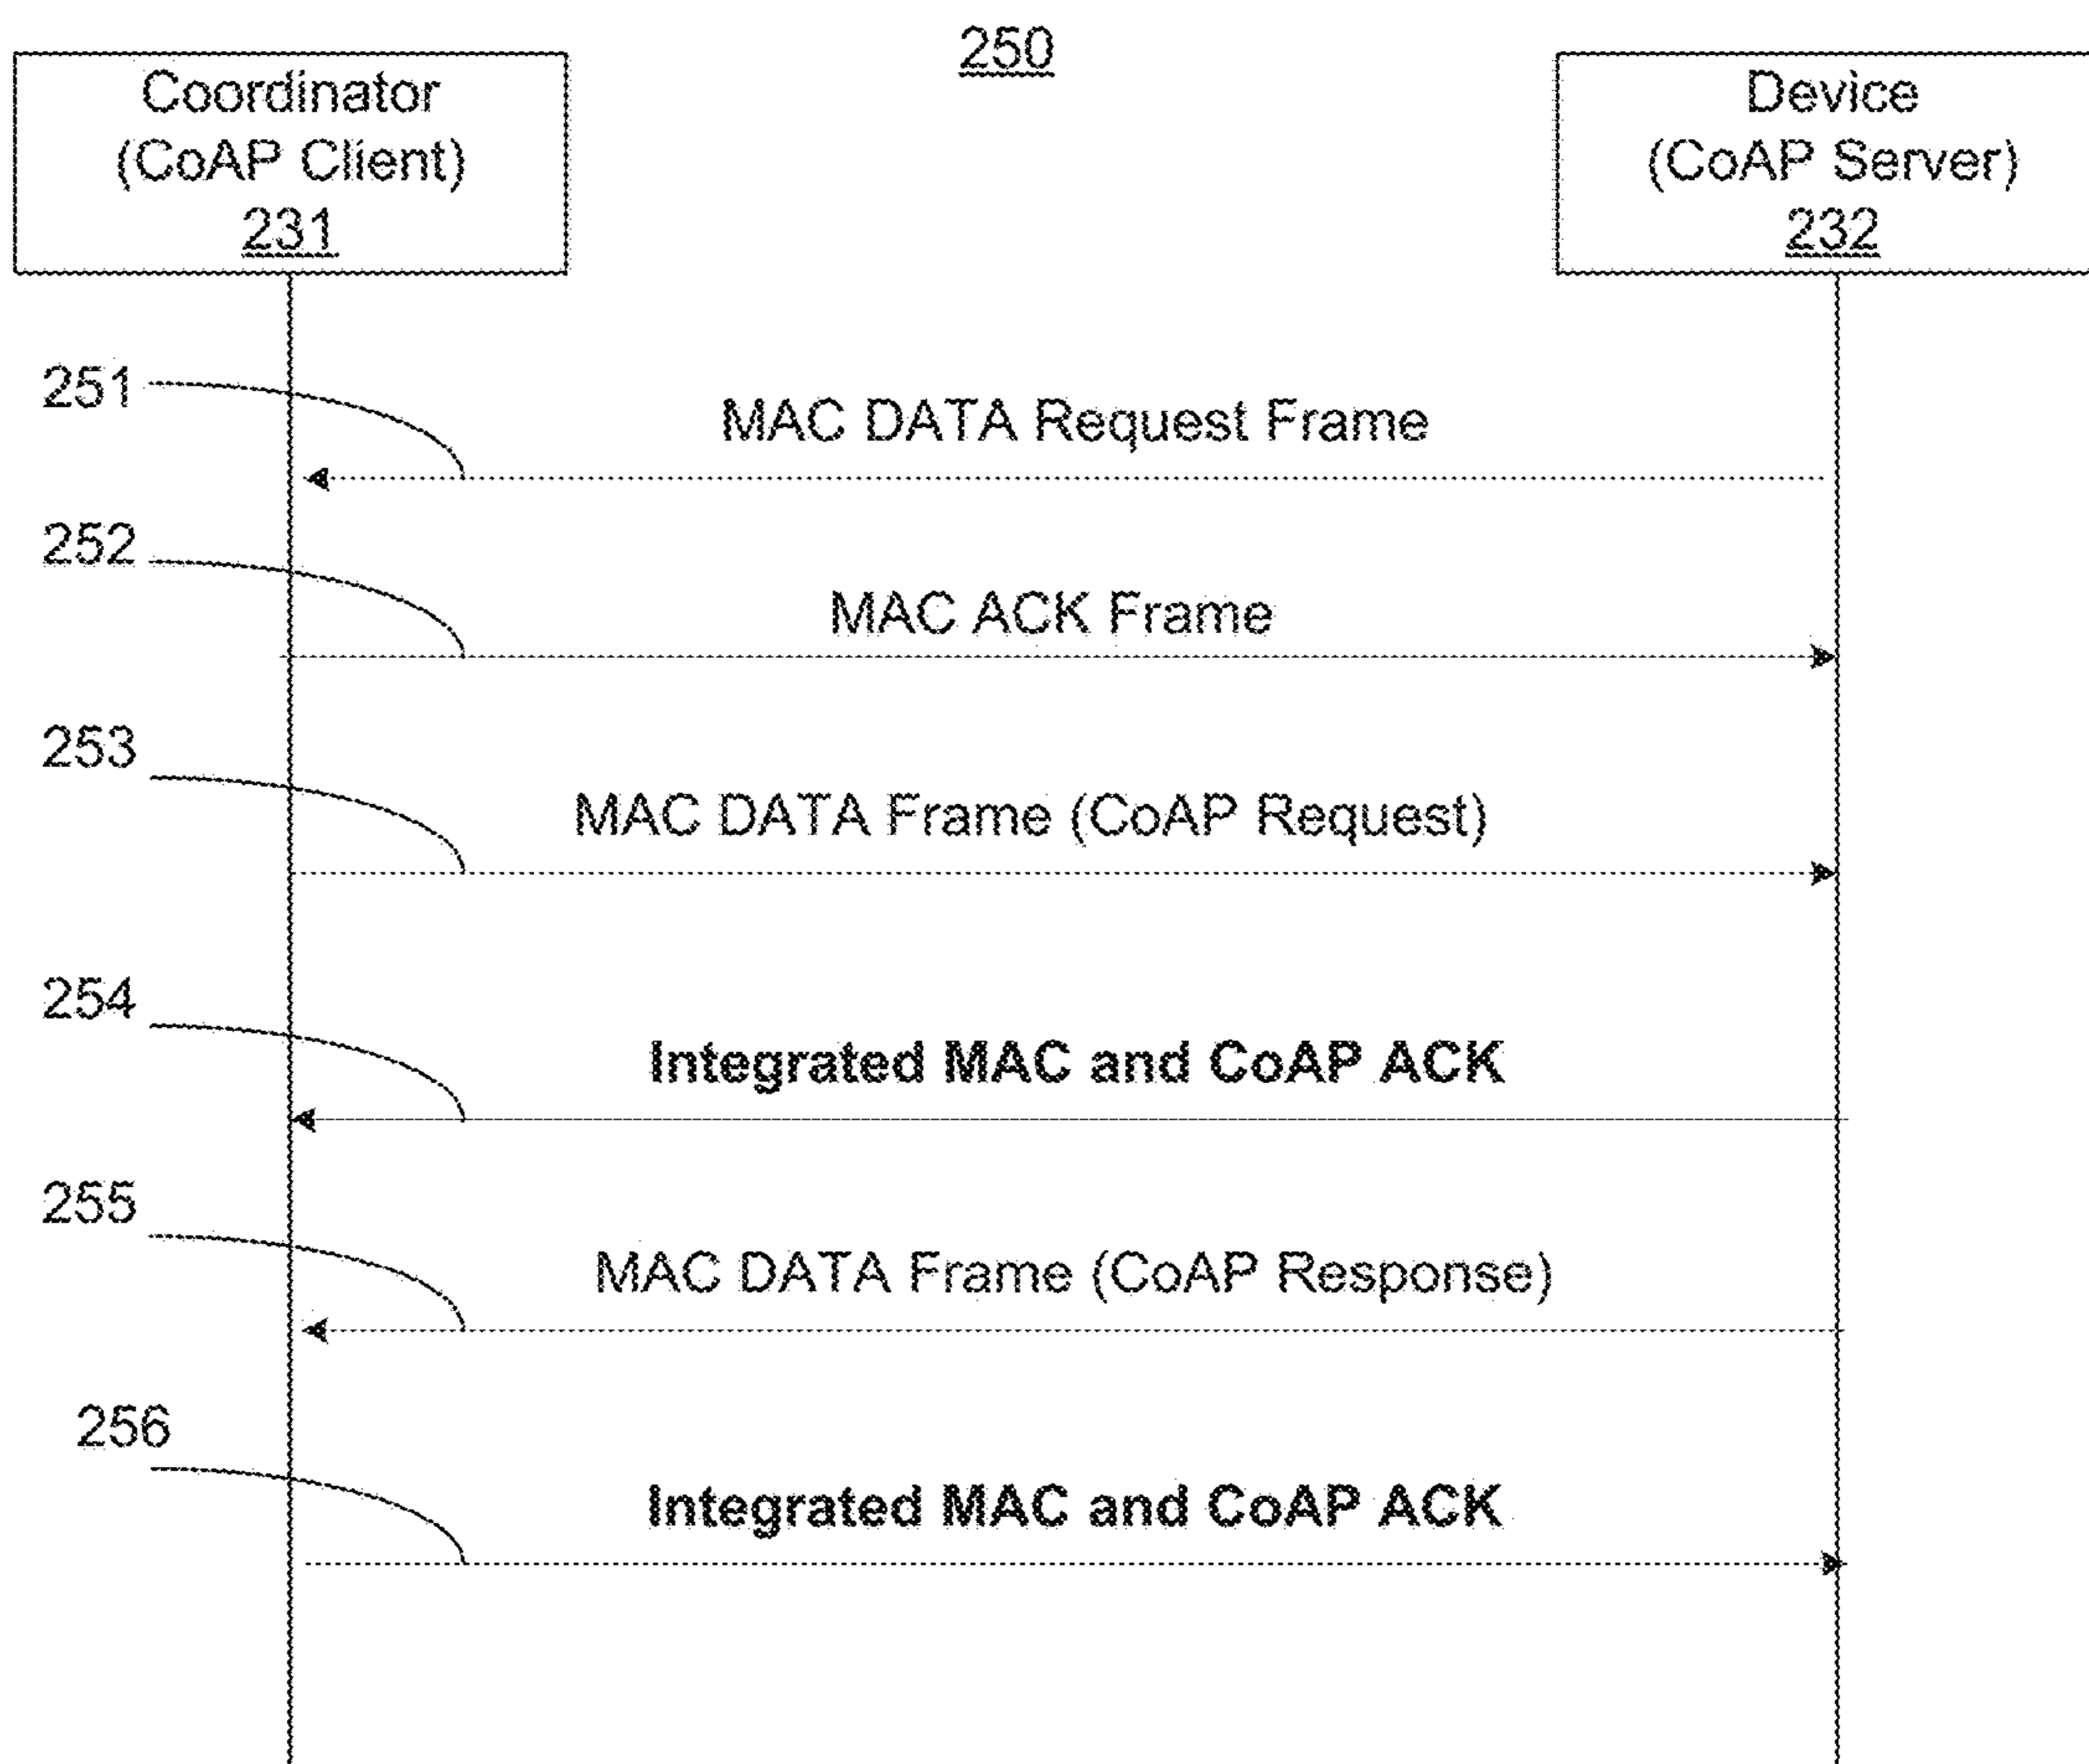 250
Coordinator
(CoAP Client)
231
Device
(CoAP Server)
232
251
MAC DATA Request Frame
252
MAC ACK Frame
253
MAC DATA Frame (CoAP Request)
254
Integrated MAC and CoAP ACK
255
MAC DATA Frame (CoAP Response)
256
Integrated MAC and CoAP ACK